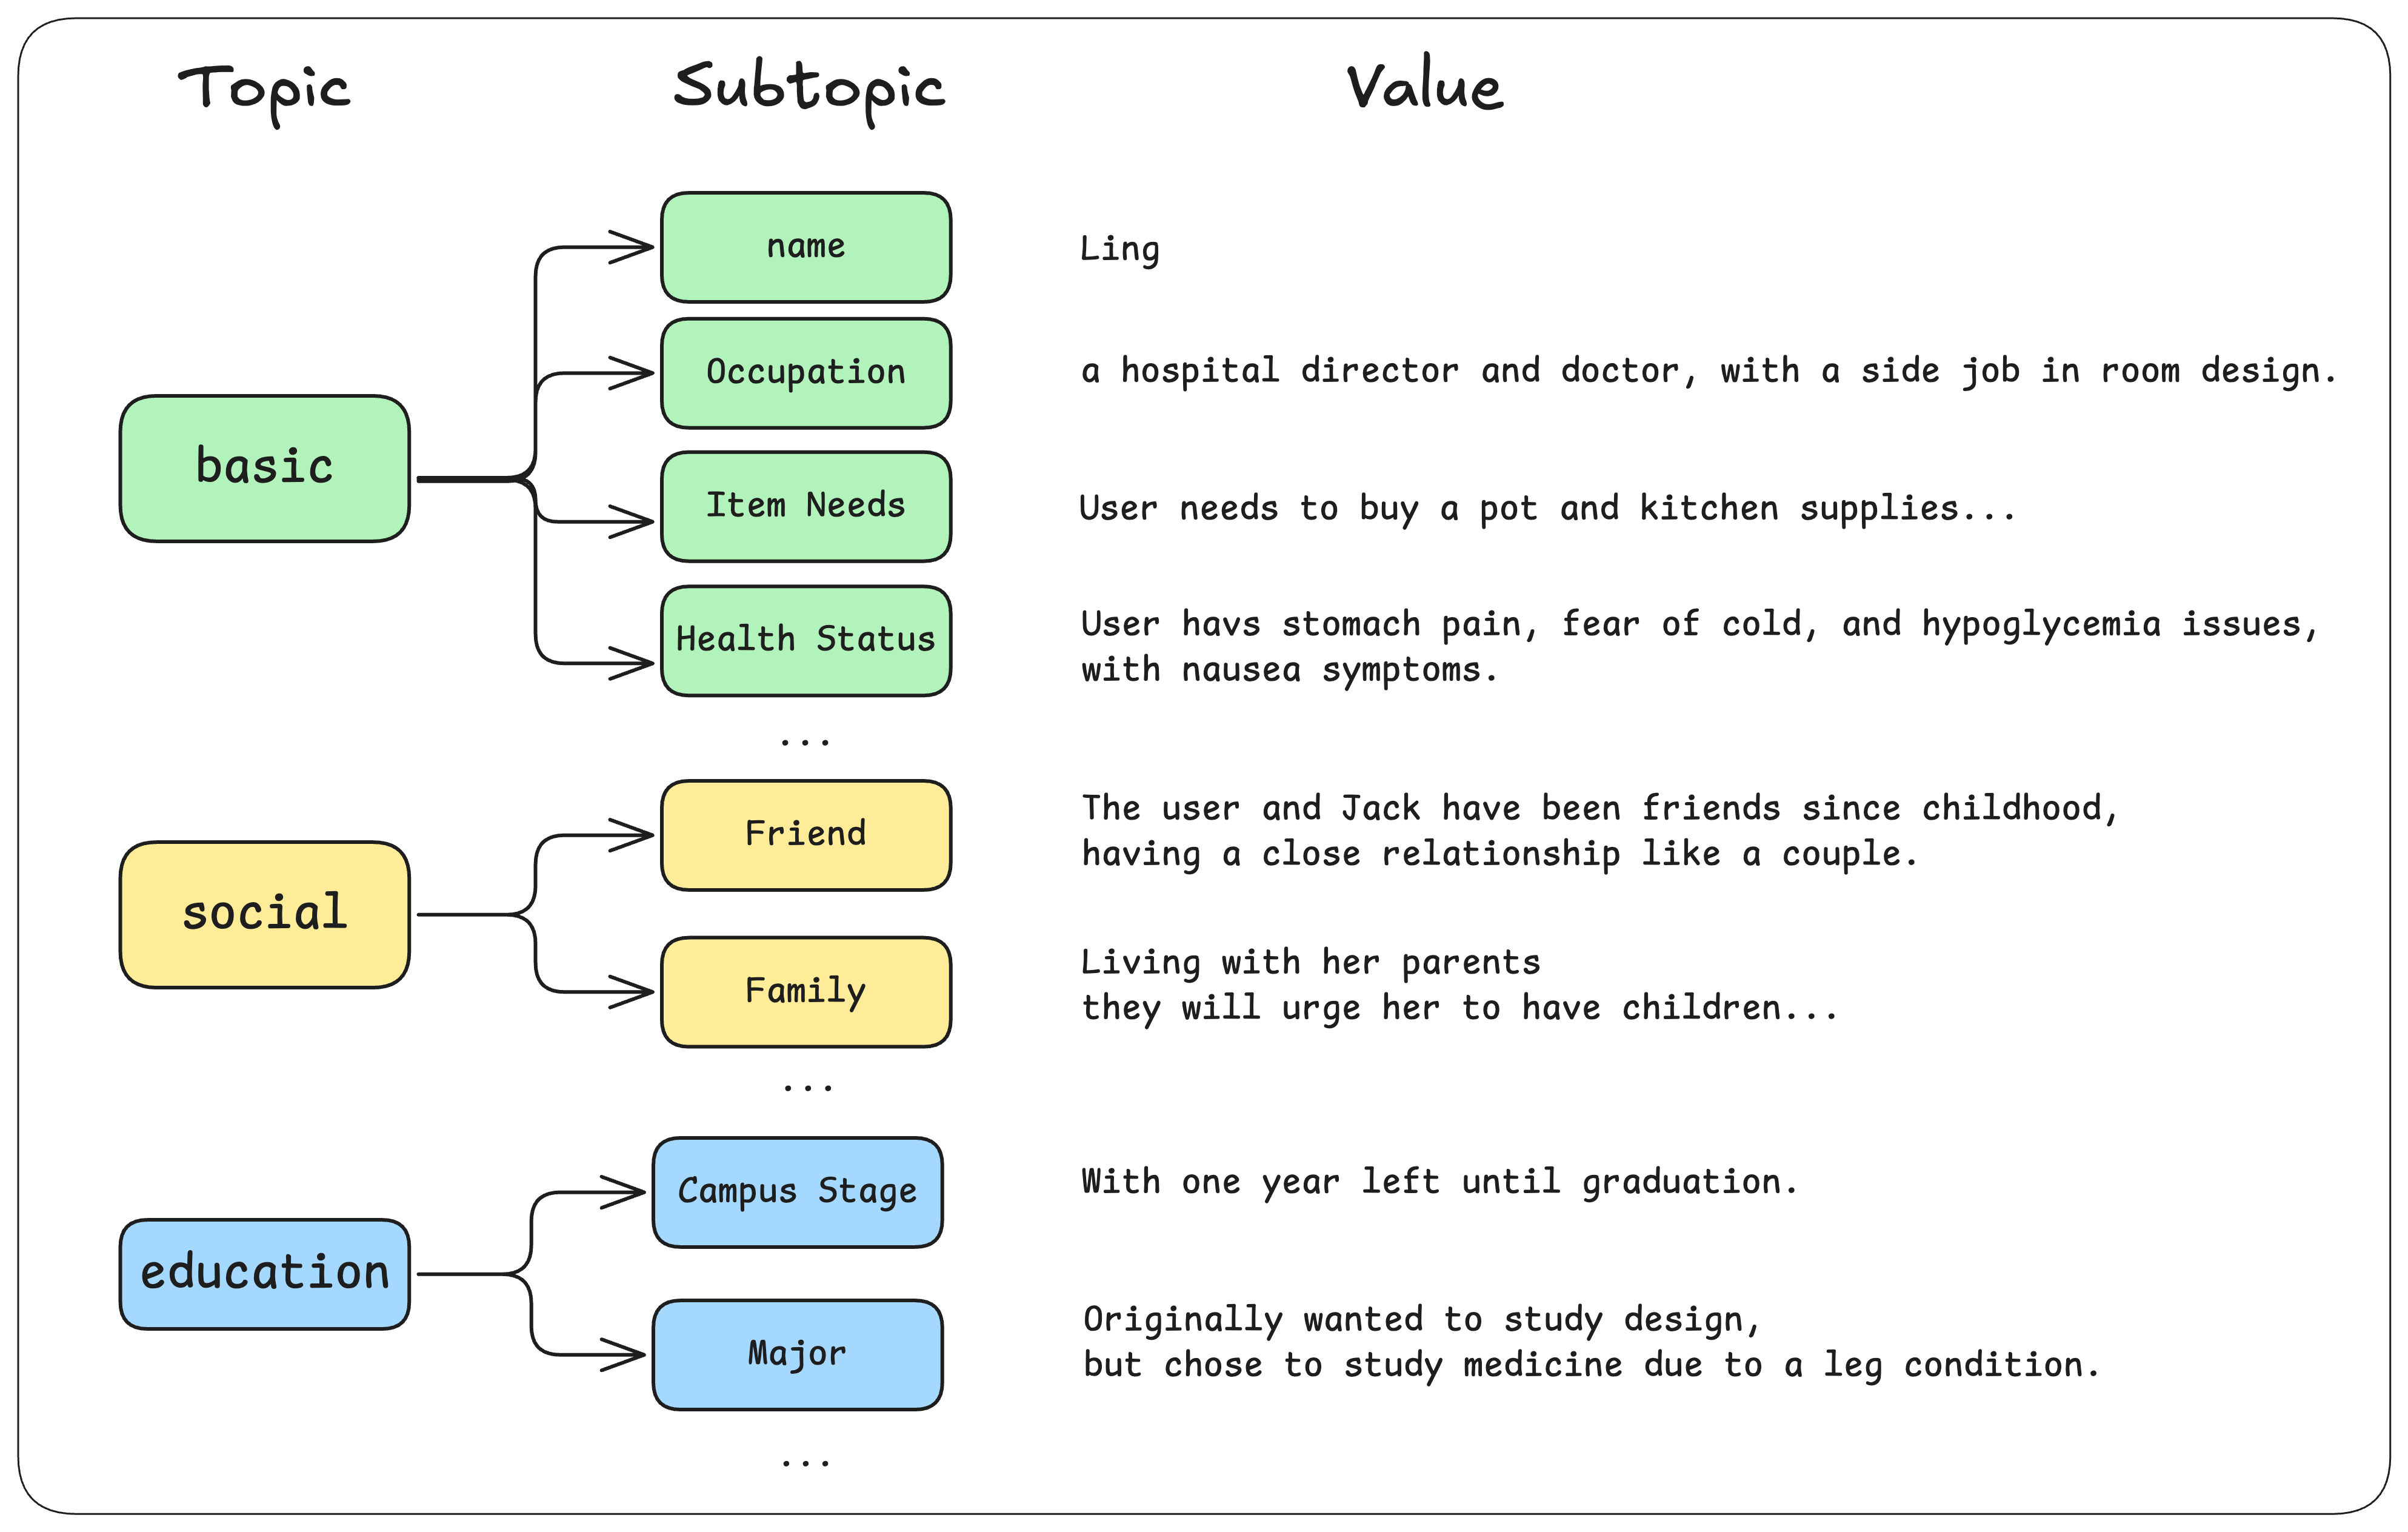 Topic
Subtopic
Value
basic
name
Ling
Occupation
a hospital director and doctor, with a side job in room design.
Item Needs
User needs to buy a pot and kitchen supplies...
Health Status
User havs stomach pain, fear of cold, and hypoglycemia issues,
with nausea symptoms.
...
social
Friend
The user and Jack have been friends since childhood,
having a close relationship like a couple.
Family
Living with her parents
they will urge her to have children...
...
education
Campus Stage
With one year left until graduation.
Major
Originally wanted to study design,
but chose to study medicine due to a leg condition.
...